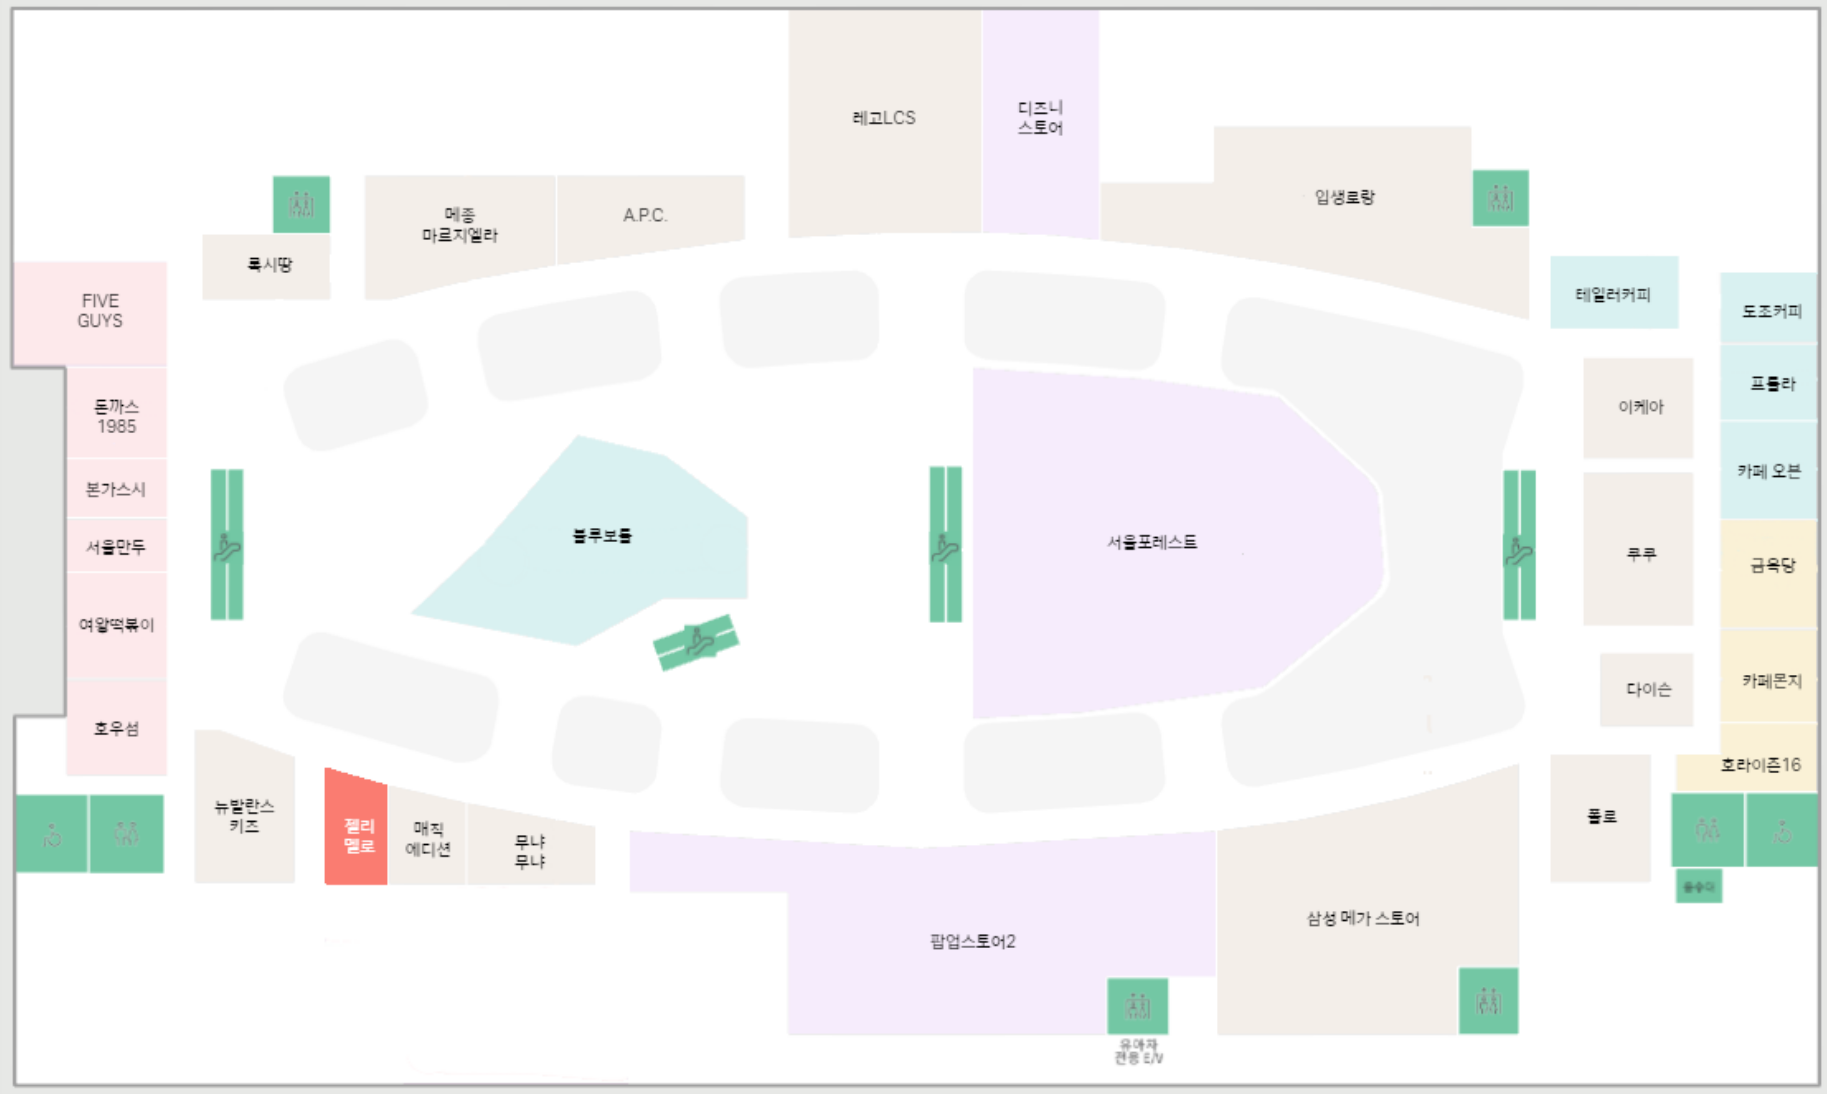 레고LCS
디즈니
스토어
입생로랑
메종
마르지엘라
A.P.C.
록시땅
FIVE
GUYS
테일러커피
도조커피
돈까스
1985
이케아
프롤라
본가스시
카페 오븐
서울만두
블루보틀
서울포레스트
쿠쿠
금옥당
여왕떡볶이
호우섬
다이슨
카페몬지
호라이즌16
뉴발란스
키즈
젤리
멜로
매직
에디션
무냐
무냐
폴로
음수대
팝업스토어2
삼성 메가 스토어
유아차
전용 E/V